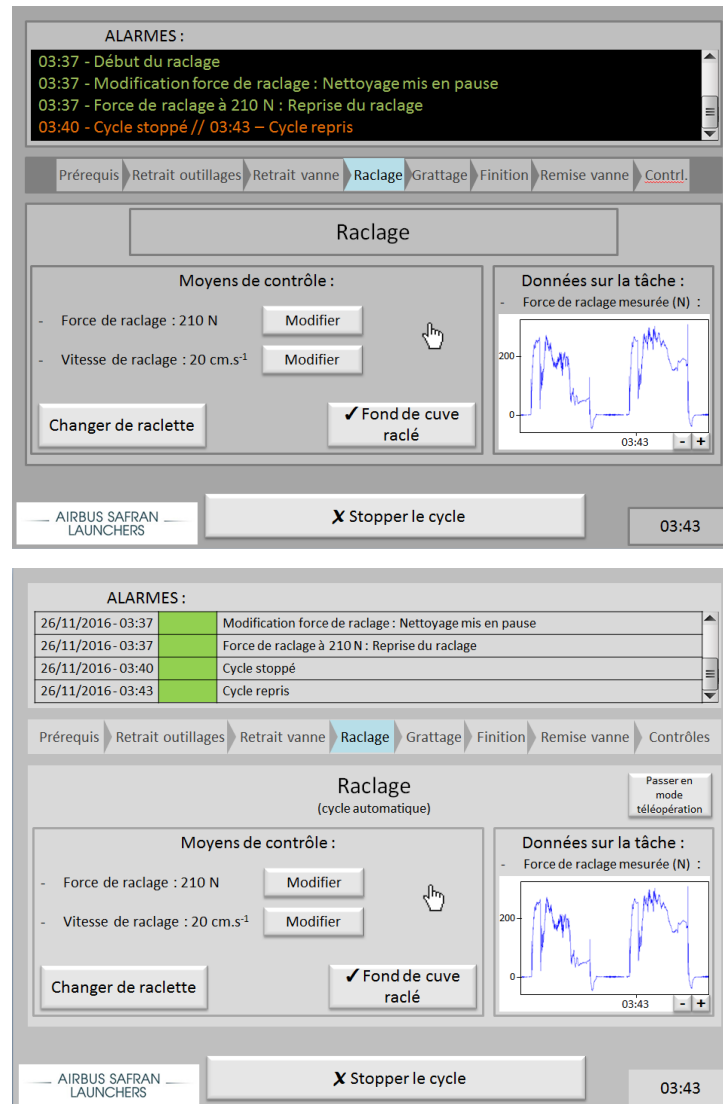 ALARMES :
03:37 - Début du raclage
03:37 - Modification force de raclage : Nettoyage mis en pause
03:37 - Force de raclage à 210 N : Reprise du raclage
03:40 - Cycle stoppé // 03:43 – Cycle repris
Prérequis Retrait outillages Retrait vanne Raclage Grattage Finition Remise vanne Contrl.
Raclage
Moyens de contrôle :
- Force de raclage : 210 N Modifier
- Vitesse de raclage : 20 cm.s⁻¹ Modifier
Changer de raclette
✓ Fond de cuve
raclé
Données sur la tâche :
- Force de raclage mesurée (N) :
200
0
03:43 - +
AIRBUS SAFRAN
LAUNCHERS
✗ Stopper le cycle
03:43
ALARMES :
26/11/2016 - 03:37 Modification force de raclage : Nettoyage mis en pause
26/11/2016 - 03:37 Force de raclage à 210 N : Reprise du raclage
26/11/2016 - 03:40 Cycle stoppé
26/11/2016 - 03:43 Cycle repris
Prérequis Retrait outillages Retrait vanne Raclage Grattage Finition Remise vanne Contrôles
Raclage
(cycle automatique)
Passer en
mode
téléopération
Moyens de contrôle :
- Force de raclage : 210 N Modifier
- Vitesse de raclage : 20 cm.s⁻¹ Modifier
Changer de raclette
✓ Fond de cuve
raclé
Données sur la tâche :
- Force de raclage mesurée (N) :
200
0
03:43 - +
AIRBUS SAFRAN
LAUNCHERS
✗ Stopper le cycle
03:43